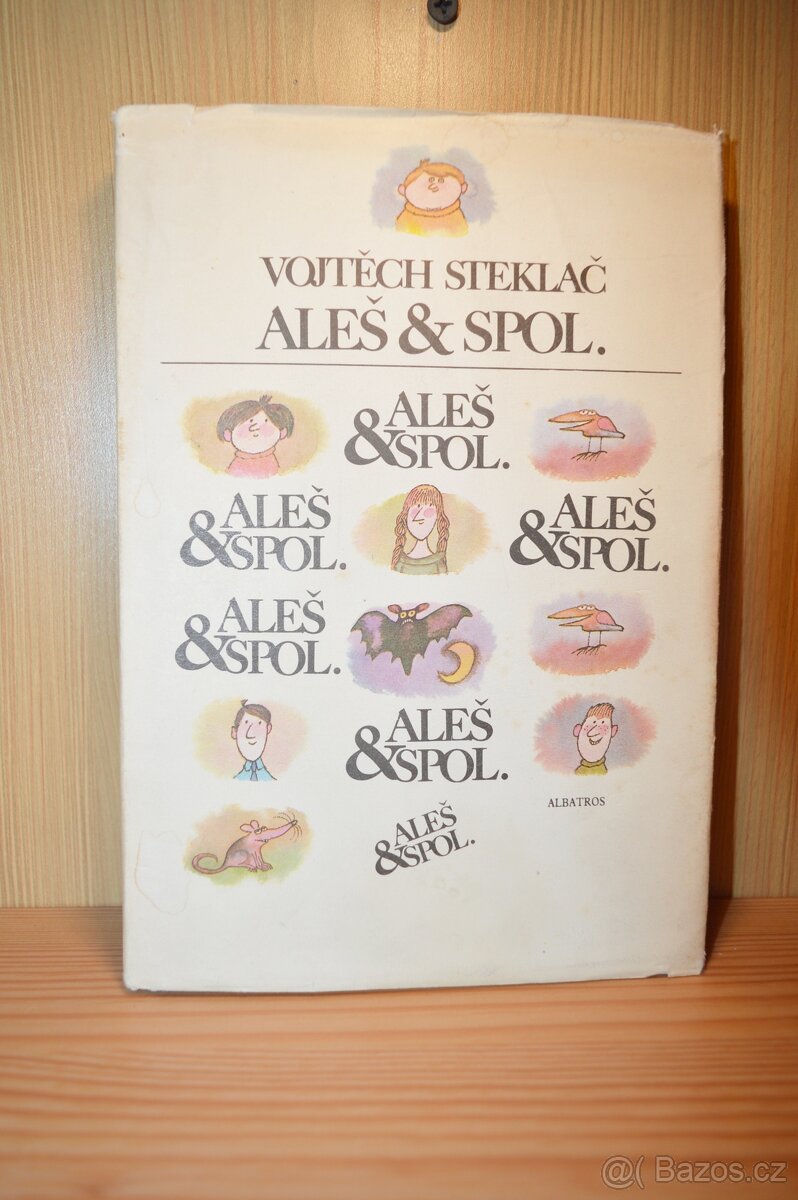 VOJTĚCH STEKLAČ
ALEŠ & SPOL.
ALEŠ
& SPOL.
ALEŠ
& SPOL.
ALEŠ
& SPOL.
ALEŠ
& SPOL.
ALEŠ
& SPOL.
ALBATROS
ALEŠ
& SPOL.
@( Bazos.cz